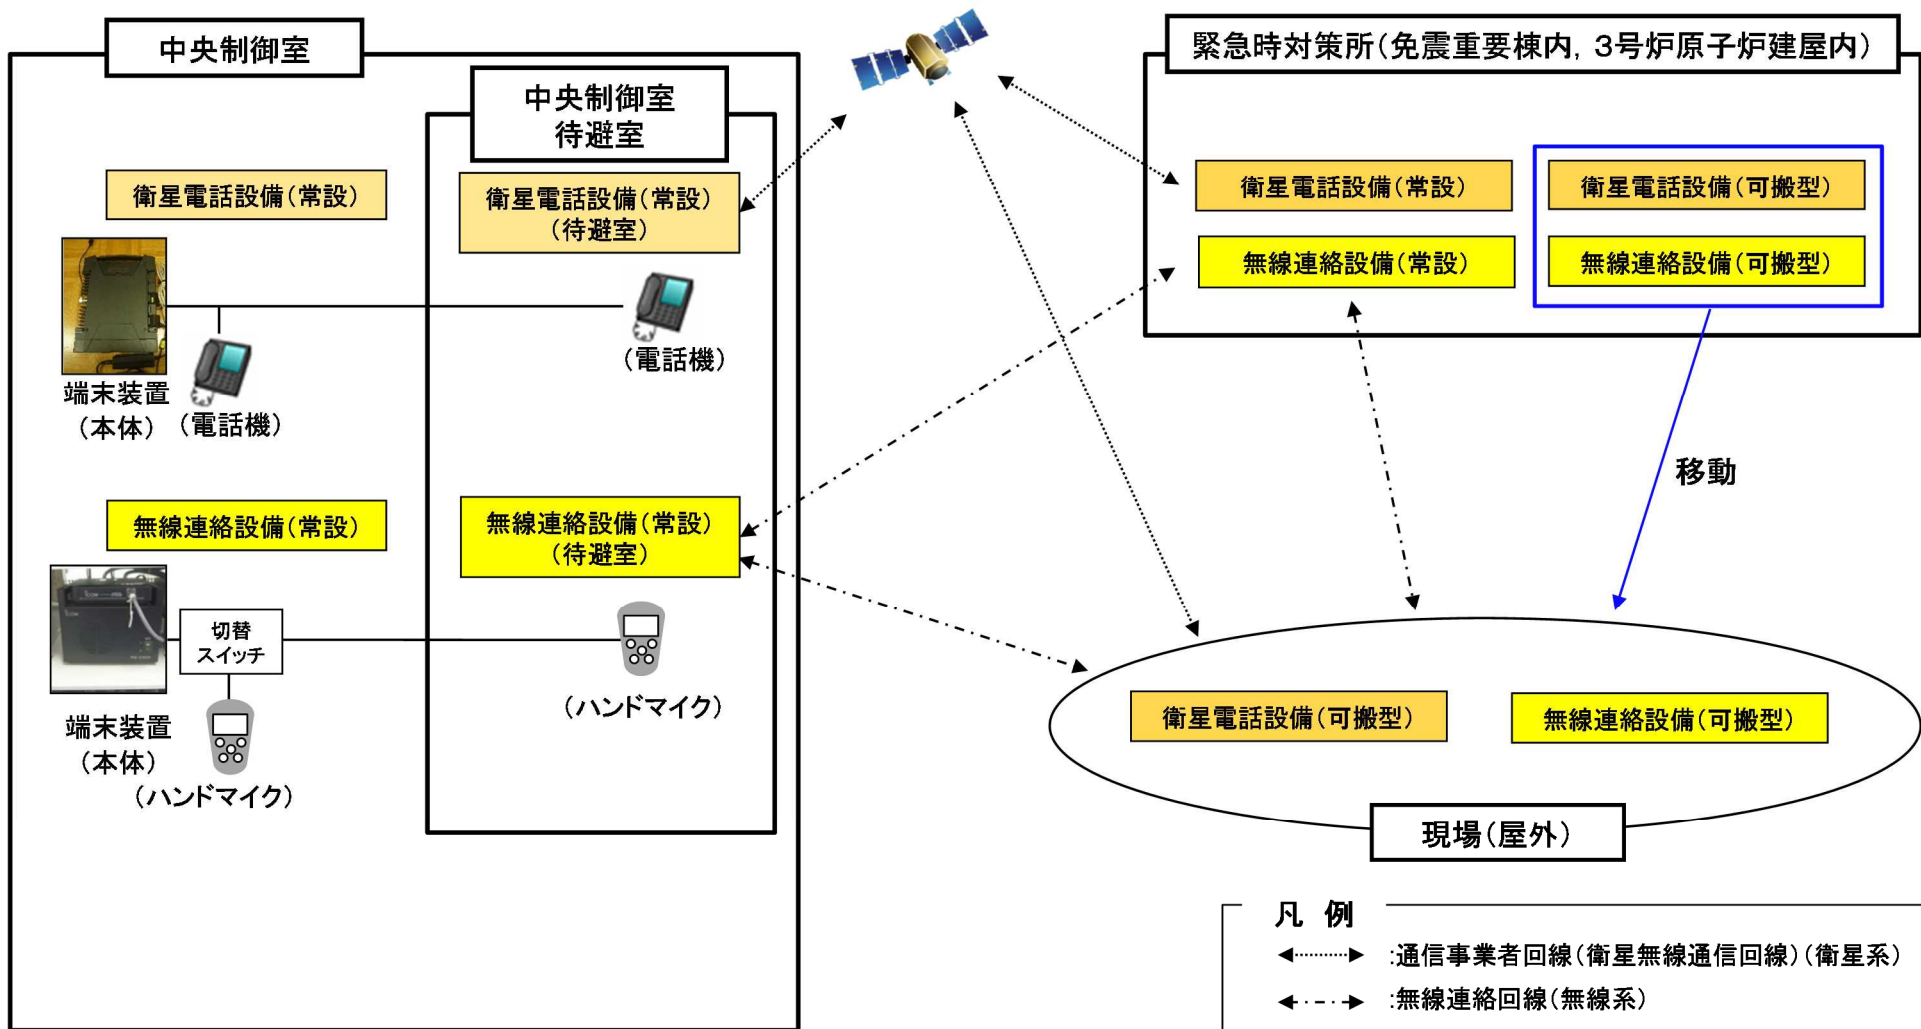 中央制御室
中央制御室
待避室
衛星電話設備(常設)
衛星電話設備(常設)
(待避室)
端末装置
(本体)
(電話機)
(電話機)
無線連絡設備(常設)
無線連絡設備(常設)
(待避室)
切替
スイッチ
端末装置
(本体)
(ハンドマイク)
(ハンドマイク)
緊急時対策所(免震重要棟内, 3号炉原子炉建屋内)
衛星電話設備(常設)
衛星電話設備(可搬型)
無線連絡設備(常設)
無線連絡設備(可搬型)
移動
衛星電話設備(可搬型)
無線連絡設備(可搬型)
現場(屋外)
凡 例
:通信事業者回線(衛星無線通信回線)(衛星系)
:無線連絡回線(無線系)